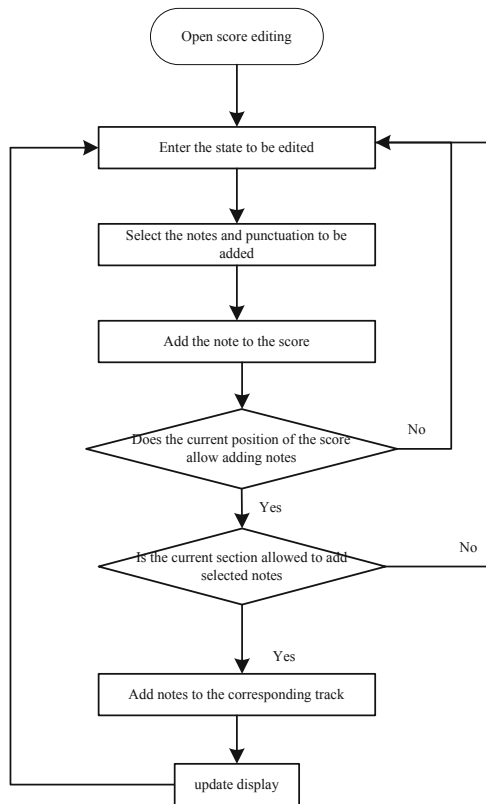 Open score editing
Enter the state to be edited
Select the notes and punctuation to be
added
Add the note to the score
Does the current position of the score
allow adding notes
No
Yes
Is the current section allowed to add
selected notes
No
Yes
Add notes to the corresponding track
update display